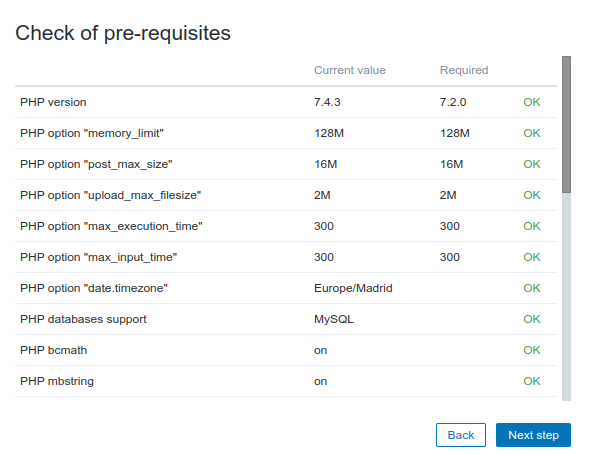 Check of pre-requisites
Current value Required
PHP version 7.4.3 7.2.0 OK
PHP option "memory_limit" 128M 128M OK
PHP option "post_max_size" 16M 16M OK
PHP option "upload_max_filesize" 2M 2M OK
PHP option "max_execution_time" 300 300 OK
PHP option "max_input_time" 300 300 OK
PHP option "date.timezone" Europe/Madrid OK
PHP databases support MySQL OK
PHP bcmath on OK
PHP mbstring on OK
Back Next step